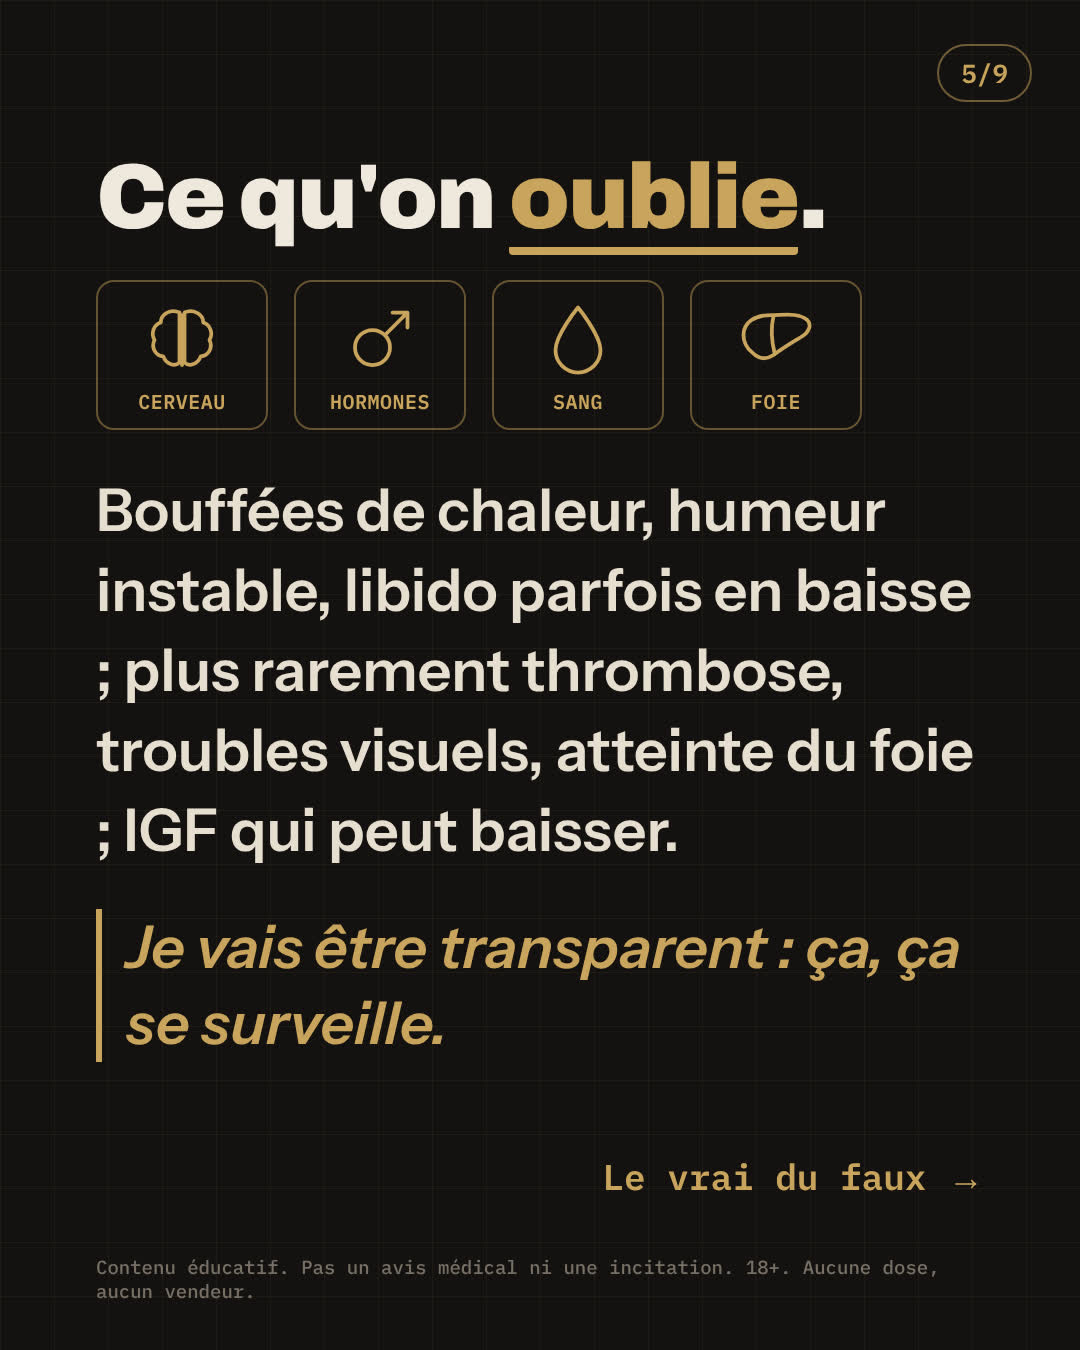 5/9
Ce qu'on oublie.
CERVEAU
HORMONES
SANG
FOIE
Bouffées de chaleur, humeur
instable, libido parfois en baisse
; plus rarement thrombose,
troubles visuels, atteinte du foie
; IGF qui peut baisser.
Je vais être transparent : ça, ça
se surveille.
Le vrai du faux →
Contenu éducatif. Pas un avis médical ni une incitation. 18+. Aucune dose,
aucun vendeur.